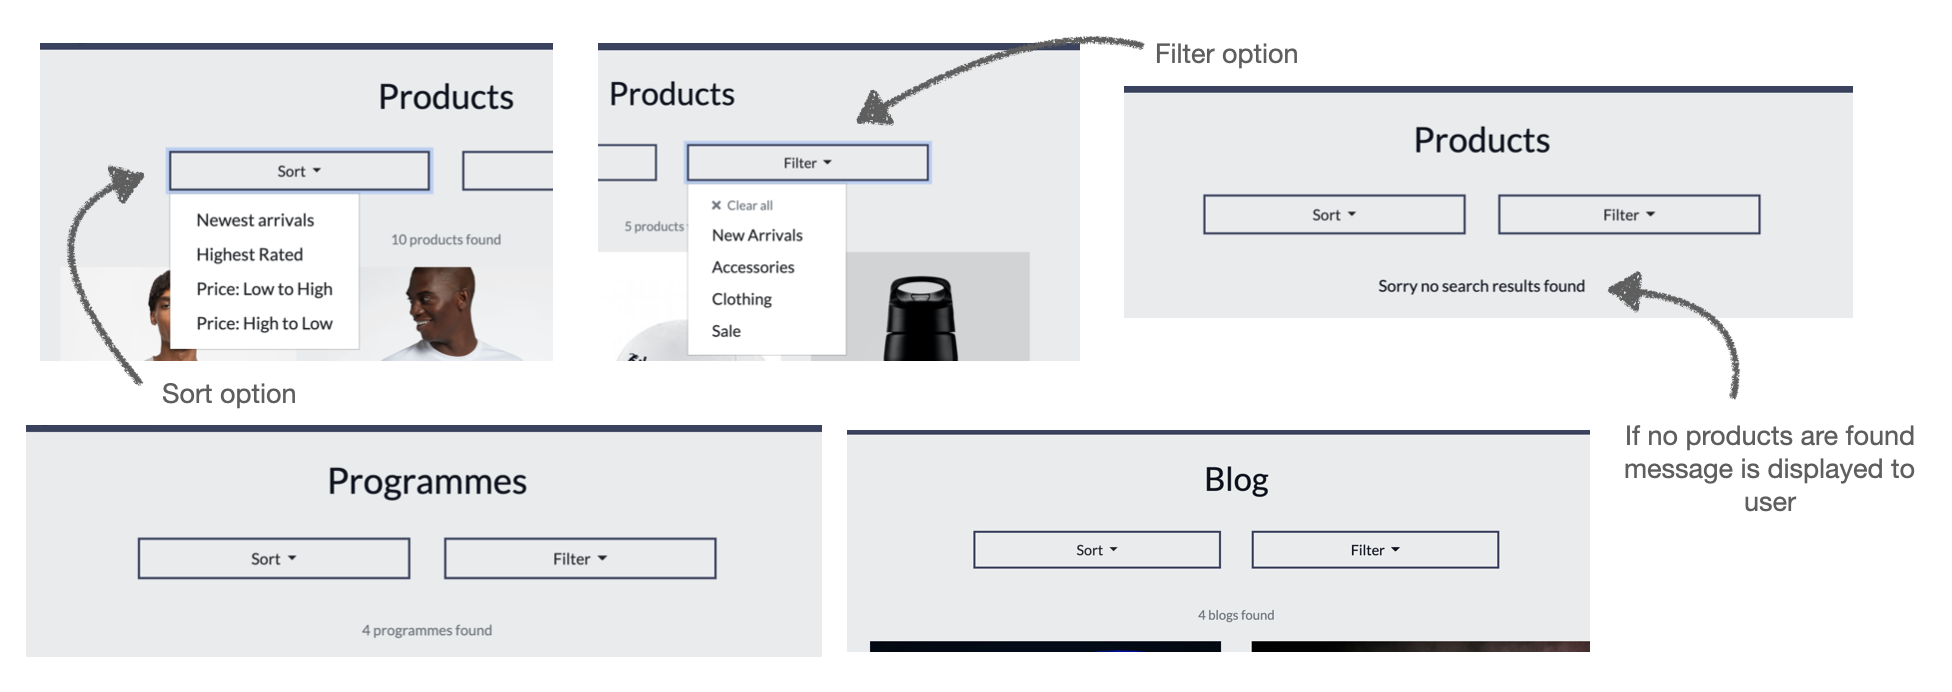 Products
Sort
Newest arrivals
Highest Rated
Price: Low to High
Price: High to Low
10 products found
Sort option
Products
Filter
Clear all
New Arrivals
Accessories
Clothing
Sale
5 products
Filter option
Products
Sort
Filter
Sorry no search results found
If no products are found
message is displayed to
user
Programmes
Sort
Filter
4 programmes found
Blog
Sort
Filter
4 blogs found